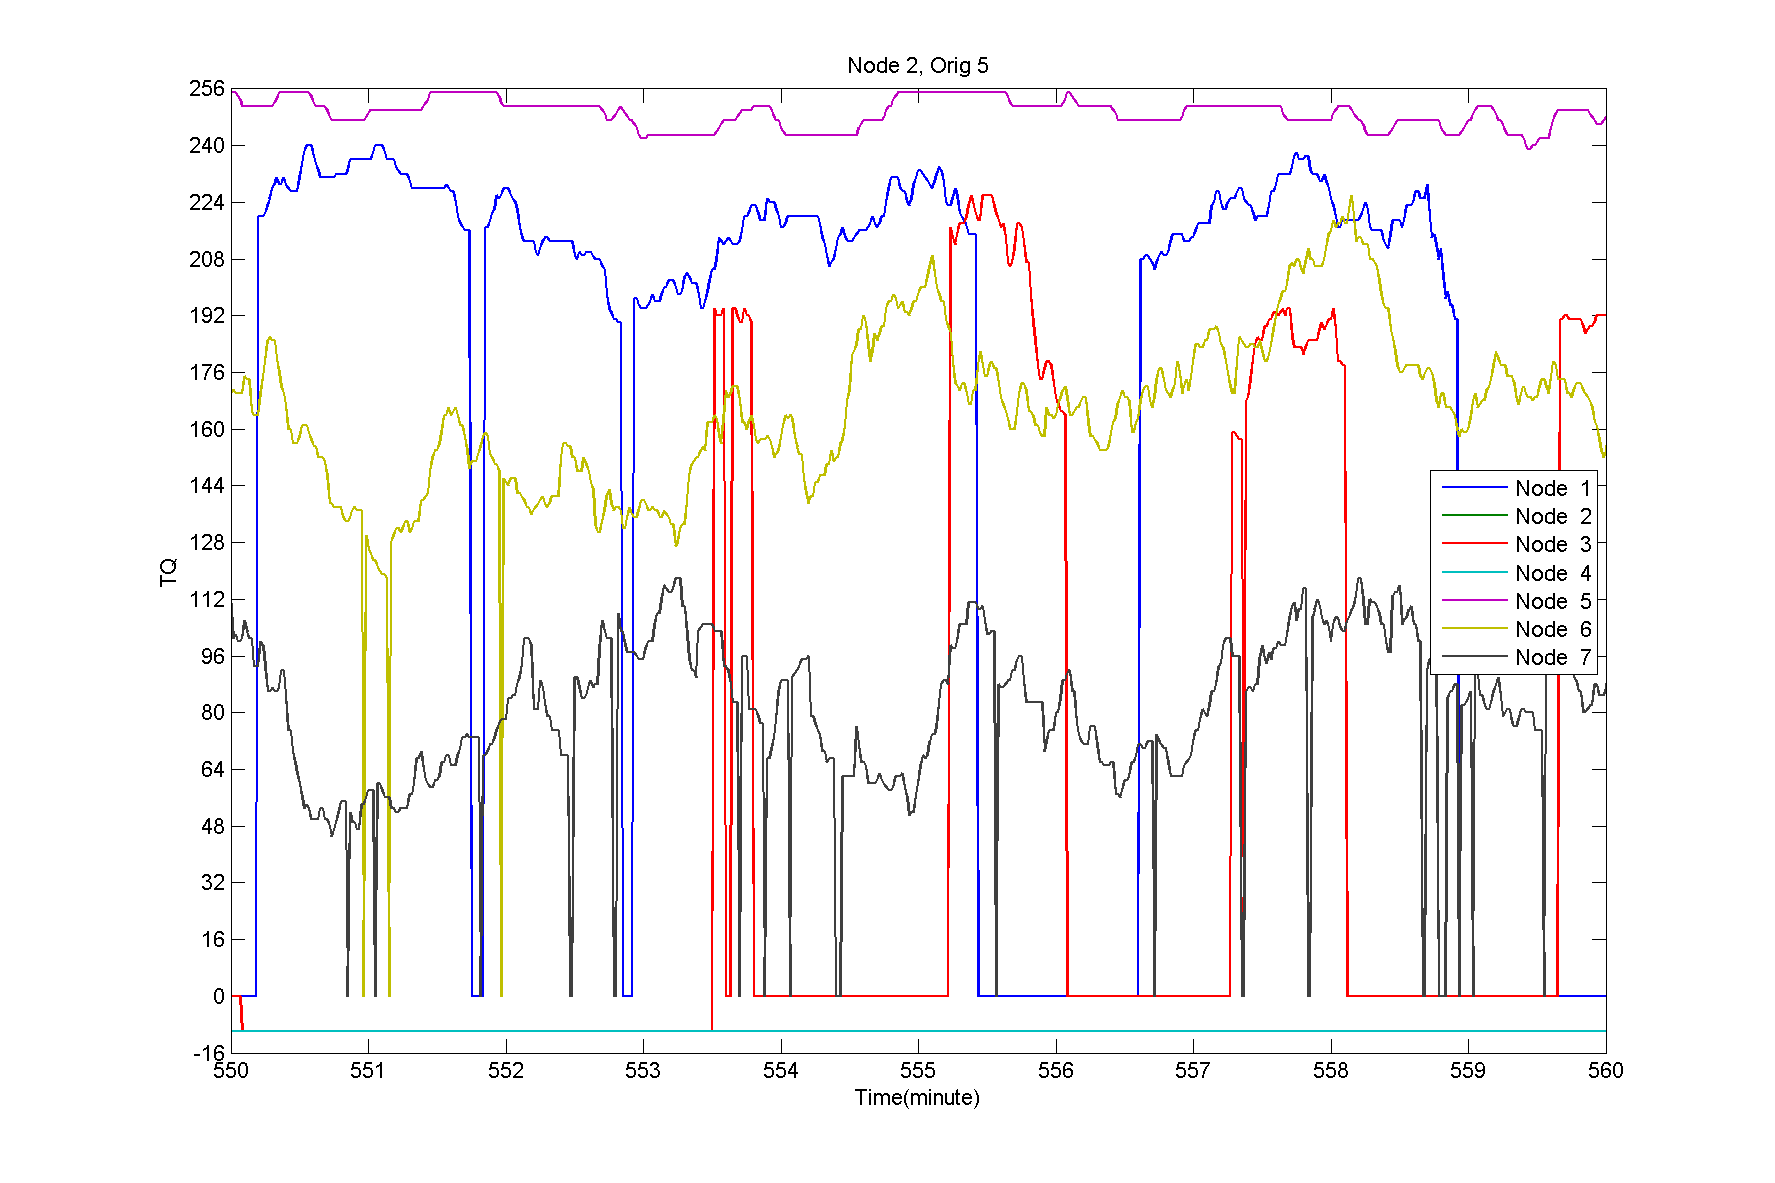 Node 2, Orig 5
256
240
224
208
192
176
160
144
128
112
96
80
64
48
32
16
0
-16
TQ
Node 1
Node 2
Node 3
Node 4
Node 5
Node 6
Node 7
550 551 552 553 554 555 556 557 558 559 560
Time(minute)